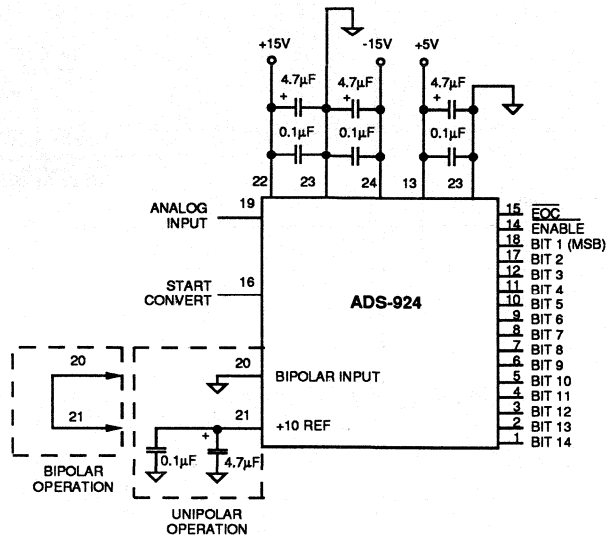 +15V
-15V
+5V
4.7µF
+
4.7µF
+
4.7µF
+
0.1µF
0.1µF
0.1µF
22
23
24
13
23
19
ANALOG
INPUT
16
START
CONVERT
ADS-924
15 EOC
14 ENABLE
18 BIT 1 (MSB)
17 BIT 2
12 BIT 3
11 BIT 4
10 BIT 5
9 BIT 6
8 BIT 7
7 BIT 8
6 BIT 9
5 BIT 10
4 BIT 11
3 BIT 12
2 BIT 13
1 BIT 14
20
21
BIPOLAR
OPERATION
20
BIPOLAR INPUT
21
+10 REF
+
0.1µF
4.7µF
UNIPOLAR
OPERATION